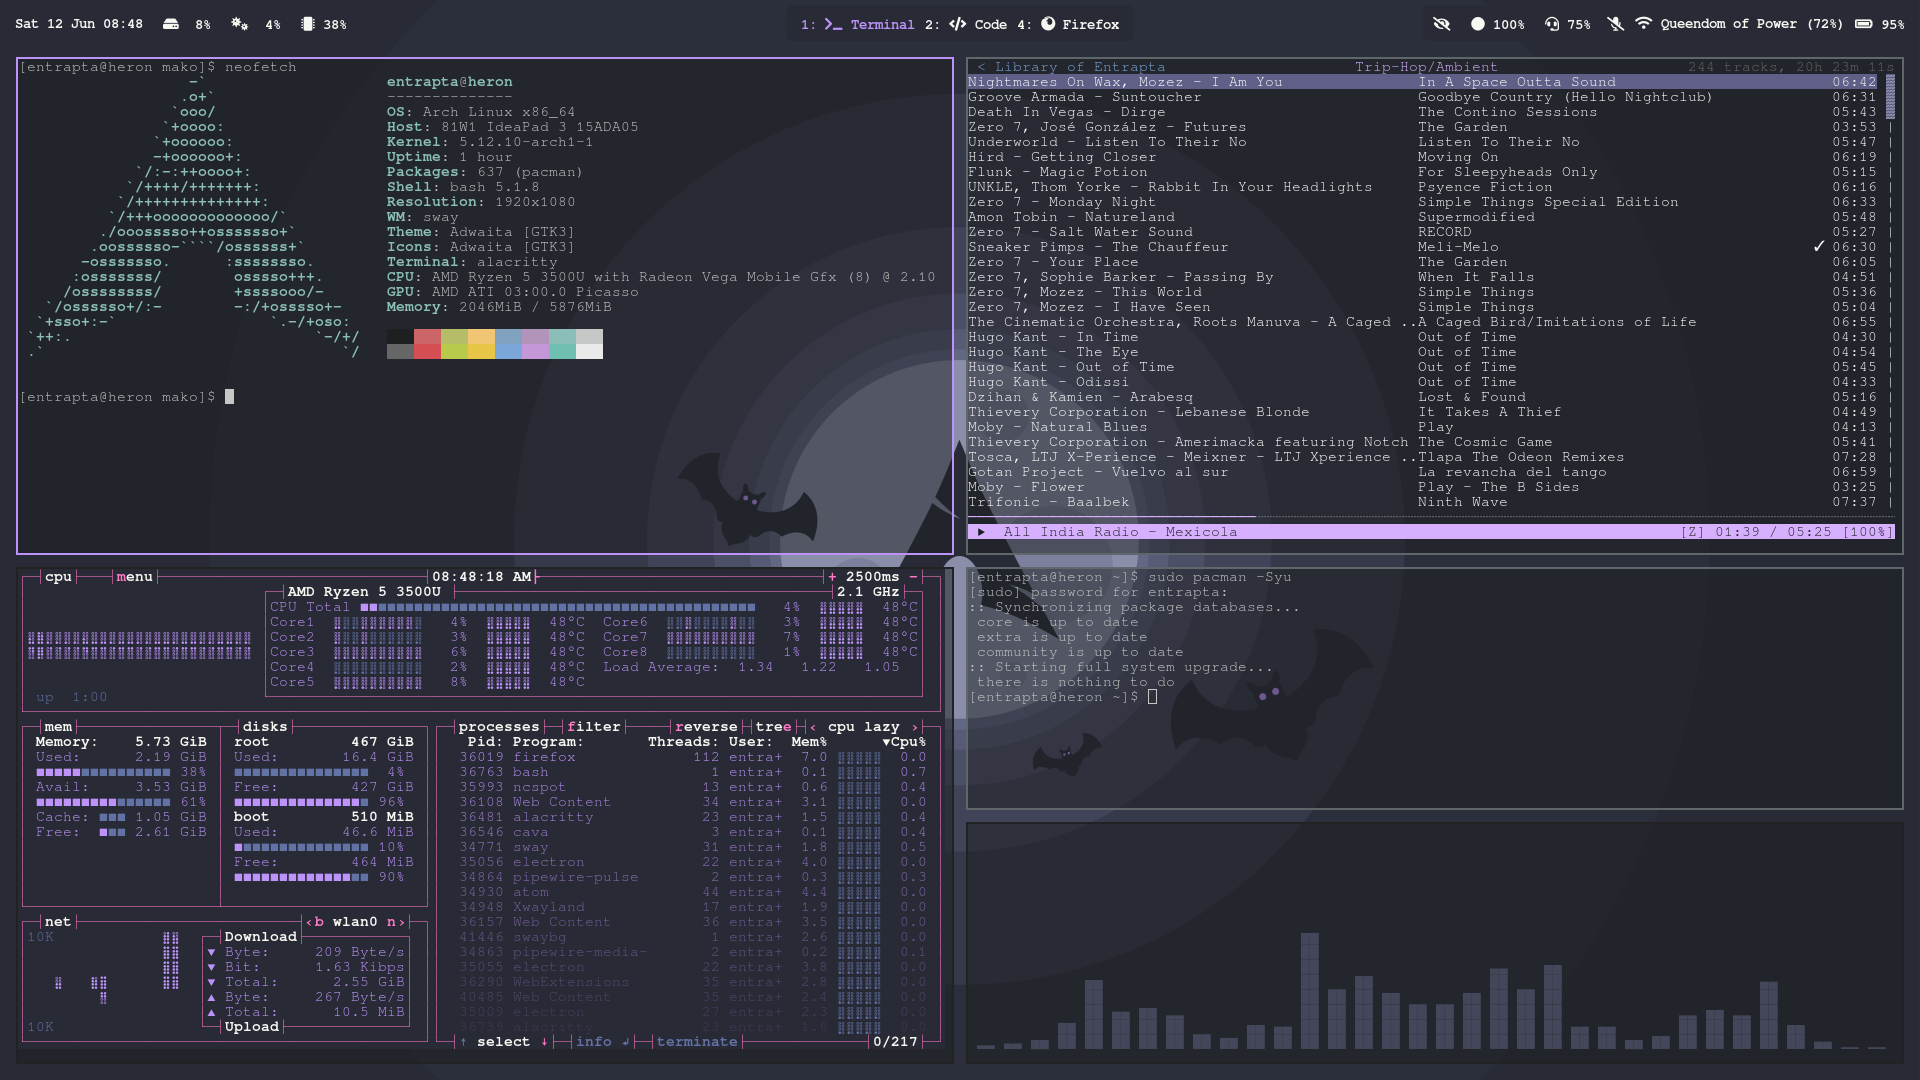 Sat 12 Jun 08:48 8% 4% 38%
1: Terminal 2: Code 4: Firefox
100% 75% Queendom of Power (72%) 95%
[entrapta@heron mako]$ neofetch
-`
.o+`
`ooo/
`+oooo:
`+oooooo:
-+oooooo+:
`/:-:++oooo+:
`/++++/+++++++:
`/++++++++++++++:
`/+++ooooooooooooo/`
./ooosssso++osssssso+`
.oossssso-````/ossssss+`
-osssssso. :ssssssso.
:osssssss/ osssso+++.
/ossssssss/ +ssssooo/-
`/ossssso+/:- -:/+osssso+-
`+sso+:-` `.-/+oso:
`++:. `-/+/
.` `/
entrapta@heron
--------------
OS: Arch Linux x86_64
Host: 81W1 IdeaPad 3 15ADA05
Kernel: 5.12.10-arch1-1
Uptime: 1 hour
Packages: 637 (pacman)
Shell: bash 5.1.8
Resolution: 1920x1080
WM: sway
Theme: Adwaita [GTK3]
Icons: Adwaita [GTK3]
Terminal: alacritty
CPU: AMD Ryzen 5 3500U with Radeon Vega Mobile Gfx (8) @ 2.10
GPU: AMD ATI 03:00.0 Picasso
Memory: 2046MiB / 5876MiB
[entrapta@heron mako]$
< Library of Entrapta Trip-Hop/Ambient 244 tracks, 20h 23m 11s
Nightmares On Wax, Mozez - I Am You In A Space Outta Sound 06:42
Groove Armada - Suntoucher Goodbye Country (Hello Nightclub) 06:31
Death In Vegas - Dirge The Contino Sessions 05:43
Zero 7, José González - Futures The Garden 03:53
Underworld - Listen To Their No Listen To Their No 05:47
Hird - Getting Closer Moving On 06:19
Flunk - Magic Potion For Sleepyheads Only 05:15
UNKLE, Thom Yorke - Rabbit In Your Headlights Psyence Fiction 06:16
Zero 7 - Monday Night Simple Things Special Edition 06:33
Amon Tobin - Natureland Supermodified 05:48
Zero 7 - Salt Water Sound RECORD 05:27
Sneaker Pimps - The Chauffeur Meli-Melo ✓ 06:30
Zero 7 - Your Place The Garden 06:05
Zero 7, Sophie Barker - Passing By When It Falls 04:51
Zero 7, Mozez - This World Simple Things 05:36
Zero 7, Mozez - I Have Seen Simple Things 05:04
The Cinematic Orchestra, Roots Manuva - A Caged ..A Caged Bird/Imitations of Life 06:55
Hugo Kant - In Time Out of Time 04:30
Hugo Kant - The Eye Out of Time 04:54
Hugo Kant - Out of Time Out of Time 05:45
Hugo Kant - Odissi Out of Time 04:33
Dzihan & Kamien - Arabesq Lost & Found 05:16
Thievery Corporation - Lebanese Blonde It Takes A Thief 04:49
Moby - Natural Blues Play 04:13
Thievery Corporation - Amerimacka featuring Notch The Cosmic Game 05:41
Tosca, LTJ X-Perience - Meixner - LTJ Xperience ..Tlapa The Odeon Remixes 07:28
Gotan Project - Vuelvo al sur La revancha del tango 06:59
Moby - Flower Play - The B Sides 03:25
Trifonic - Baalbek Ninth Wave 07:37
▶ All India Radio - Mexicola [Z] 01:39 / 05:25 [100%]
cpu menu 08:48:18 AM + 2500ms -
AMD Ryzen 5 3500U 2.1 GHz
CPU Total 4% 48°C
Core1 4% 48°C Core6 3% 48°C
Core2 3% 48°C Core7 7% 48°C
Core3 6% 48°C Core8 1% 48°C
Core4 2% 48°C Load Average: 1.34 1.22 1.05
Core5 8% 48°C
up 1:00
mem
Memory: 5.73 GiB
Used: 2.19 GiB
38%
Avail: 3.53 GiB
61%
Cache: 1.05 GiB
Free: 2.61 GiB
disks
root 467 GiB
Used: 16.4 GiB
4%
Free: 427 GiB
96%
boot 510 MiB
Used: 46.6 MiB
10%
Free: 464 MiB
90%
net ‹b wlan0 n›
10K
Download
▼ Byte: 209 Byte/s
▼ Bit: 1.63 Kibps
▼ Total: 2.55 GiB
▲ Byte: 267 Byte/s
▲ Total: 10.5 MiB
Upload
10K
processes filter reverse tree ‹ cpu lazy ›
Pid: Program: Threads: User: Mem% ▼Cpu%
36019 firefox 112 entra+ 7.0 0.0
36763 bash 1 entra+ 0.1 0.7
35993 ncspot 13 entra+ 0.6 0.4
36108 Web Content 34 entra+ 3.1 0.0
36481 alacritty 23 entra+ 1.5 0.4
36546 cava 3 entra+ 0.1 0.4
34771 sway 31 entra+ 1.8 0.5
35056 electron 22 entra+ 4.0 0.0
34864 pipewire-pulse 2 entra+ 0.3 0.3
34930 atom 44 entra+ 4.4 0.0
34948 Xwayland 17 entra+ 1.9 0.0
36157 Web Content 36 entra+ 3.5 0.0
41446 swaybg 1 entra+ 2.6 0.0
34863 pipewire-media- 2 entra+ 0.2 0.1
35055 electron 22 entra+ 3.8 0.0
36290 WebExtensions 35 entra+ 2.8 0.0
40485 Web Content 35 entra+ 2.4 0.0
35009 electron 27 entra+ 2.3 0.0
36739 alacritty 23 entra+ 1.6 0.0
↑ select ↓ info ↲ terminate 0/217
[entrapta@heron ~]$ sudo pacman -Syu
[sudo] password for entrapta:
:: Synchronizing package databases...
core is up to date
extra is up to date
community is up to date
:: Starting full system upgrade...
there is nothing to do
[entrapta@heron ~]$